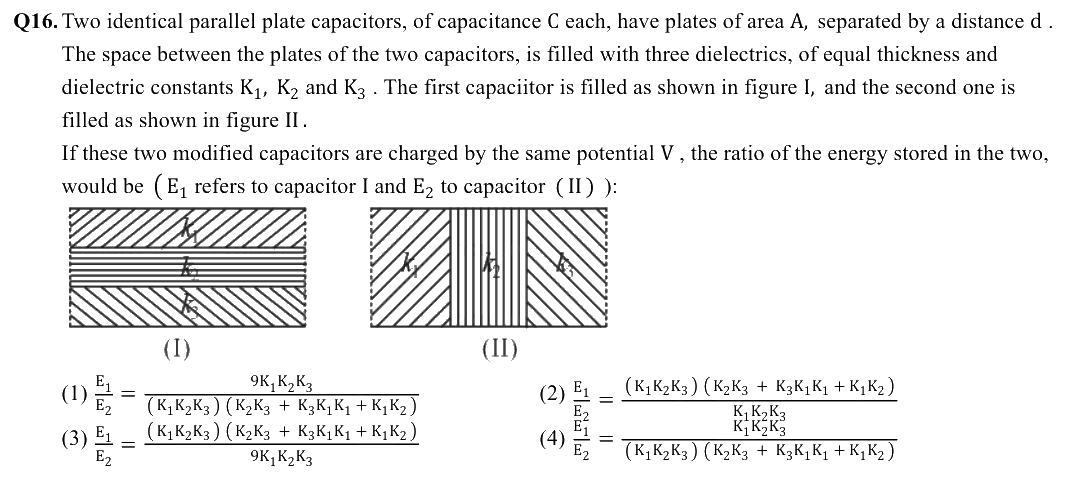 Q16. Two identical parallel plate capacitors, of capacitance C each, have plates of area A, separated by a distance d .
The space between the plates of the two capacitors, is filled with three dielectrics, of equal thickness and
dielectric constants K₁, K₂ and K₃ . The first capaciitor is filled as shown in figure I, and the second one is
filled as shown in figure II .
If these two modified capacitors are charged by the same potential V , the ratio of the energy stored in the two,
would be ( E₁ refers to capacitor I and E₂ to capacitor ( II ) ):
k₁
k₂
k₃
k₁ k₂ k₃
(I) (II)
(1) E₁/E₂ = 9K₁K₂K₃ / ( K₁K₂K₃ ) ( K₂K₃ + K₃K₁K₁ + K₁K₂ )
(2) E₁/E₂ = ( K₁K₂K₃ ) ( K₂K₃ + K₃K₁K₁ + K₁K₂ ) / K₁K₂K₃
(3) E₁/E₂ = ( K₁K₂K₃ ) ( K₂K₃ + K₃K₁K₁ + K₁K₂ ) / 9K₁K₂K₃
(4) E₁/E₂ = K₁K₂K₃ / ( K₁K₂K₃ ) ( K₂K₃ + K₃K₁K₁ + K₁K₂ )